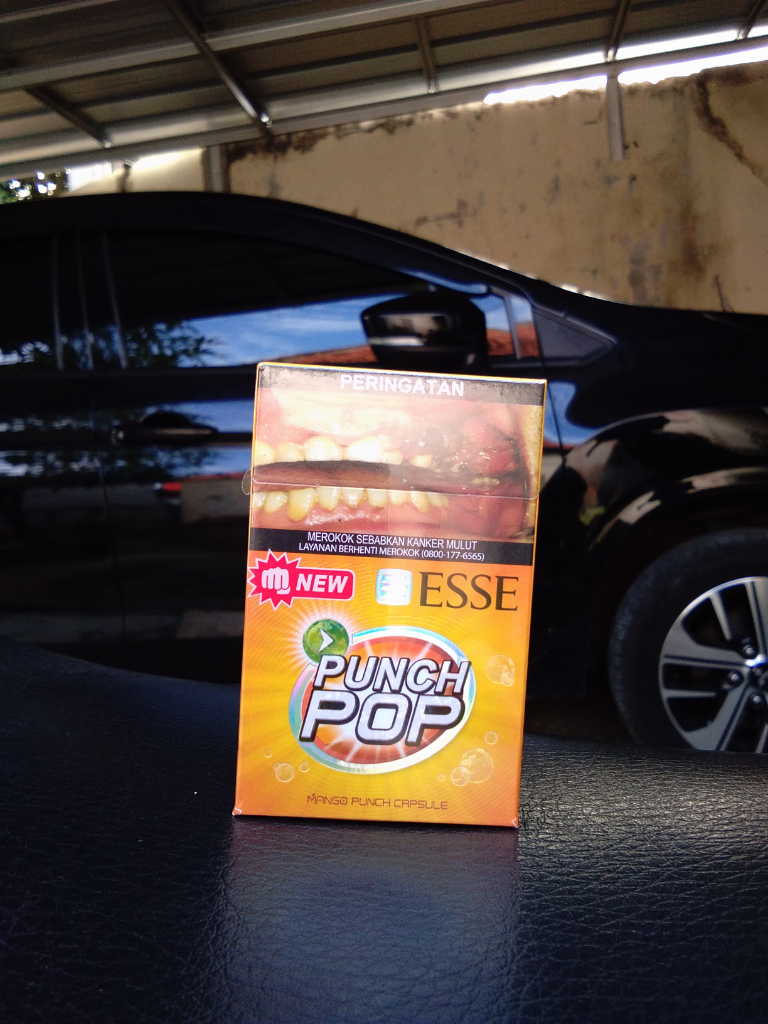 PERINGATAN
MEROKOK SEBABKAN KANKER MULUT
LAYANAN BERHENTI MEROKOK (0800-177-6565)
NEW
ESSE
PUNCH
POP
MANGO PUNCH CAPSULE